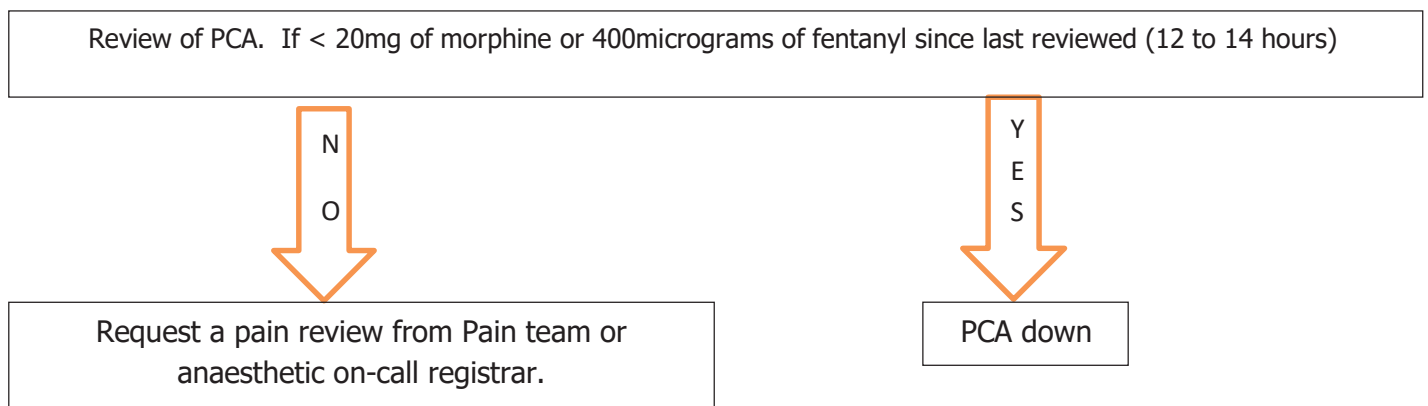 Review of PCA.  If < 20mg of morphine or 400micrograms of fentanyl since last reviewed (12 to 14 hours)
N
O
Y
E
S
Request a pain review from Pain team or
anaesthetic on-call registrar.
PCA down